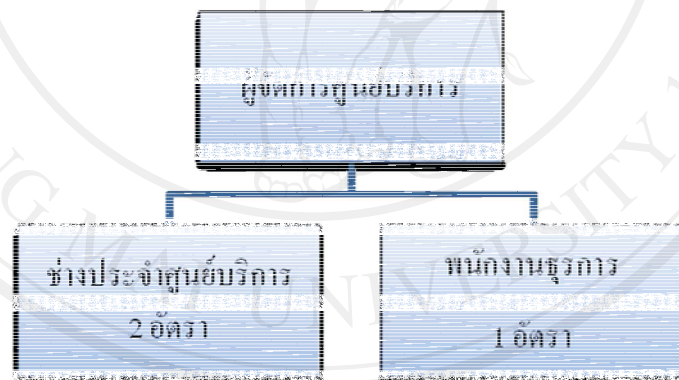 ผู้จัดการศูนย์บริการ
ช่างประจำศูนย์บริการ
2 อัตรา
พนักงานธุรการ
1 อัตรา
UNIVERSITY